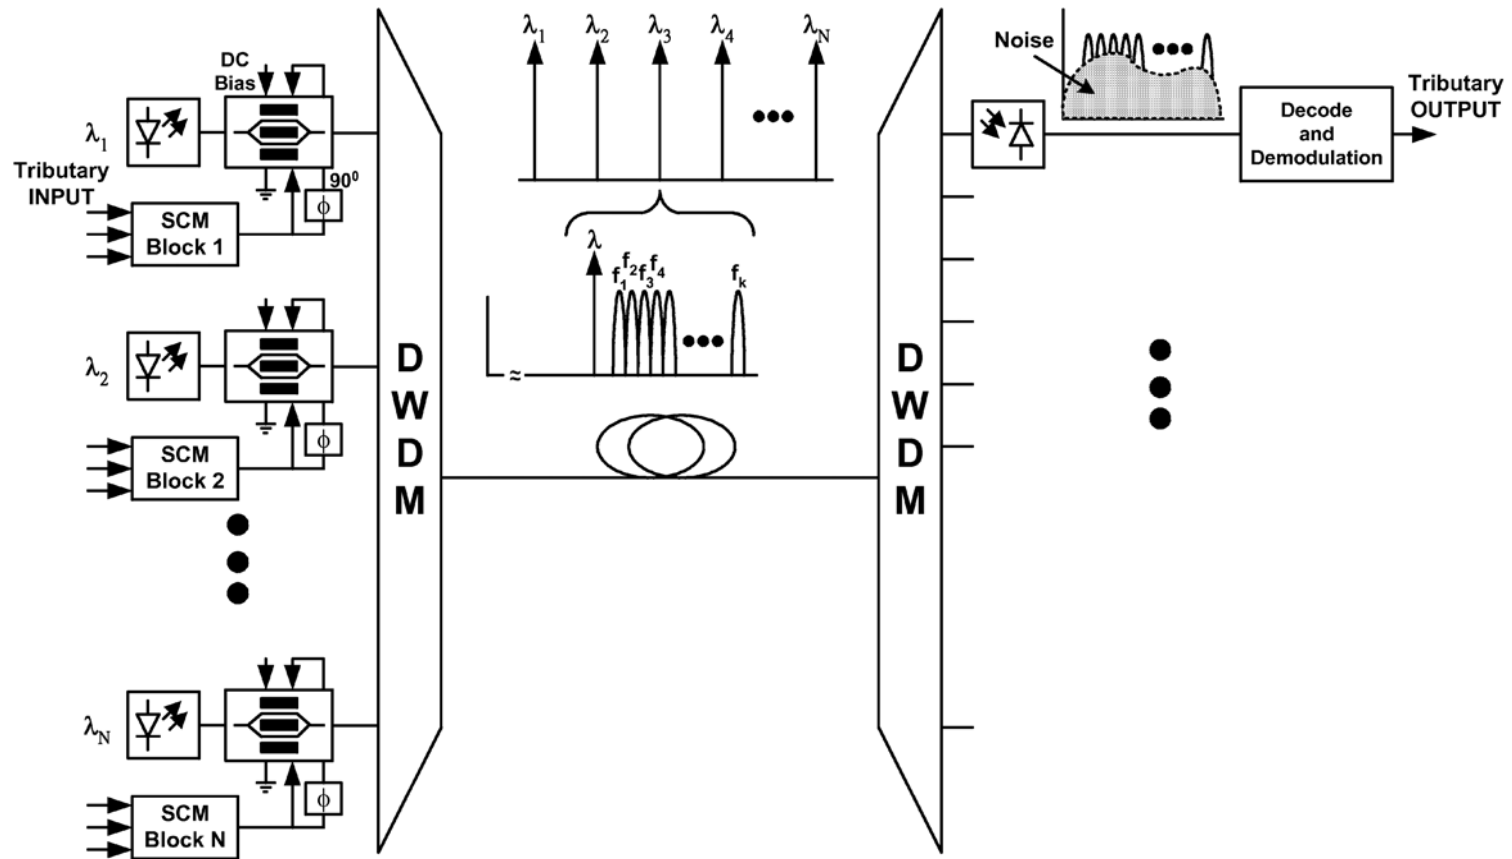 λ1
λ2
λ3
λ4
λN
Noise
Tributary
OUTPUT
DC
Bias
λ1
Tributary
INPUT
90⁰
ϕ
SCM
Block 1
Decode
and
Demodulation
λ
f1
f2
f3
f4
fk
≈
λ2
ϕ
SCM
Block 2
D
W
D
M
D
W
D
M
λN
ϕ
SCM
Block N